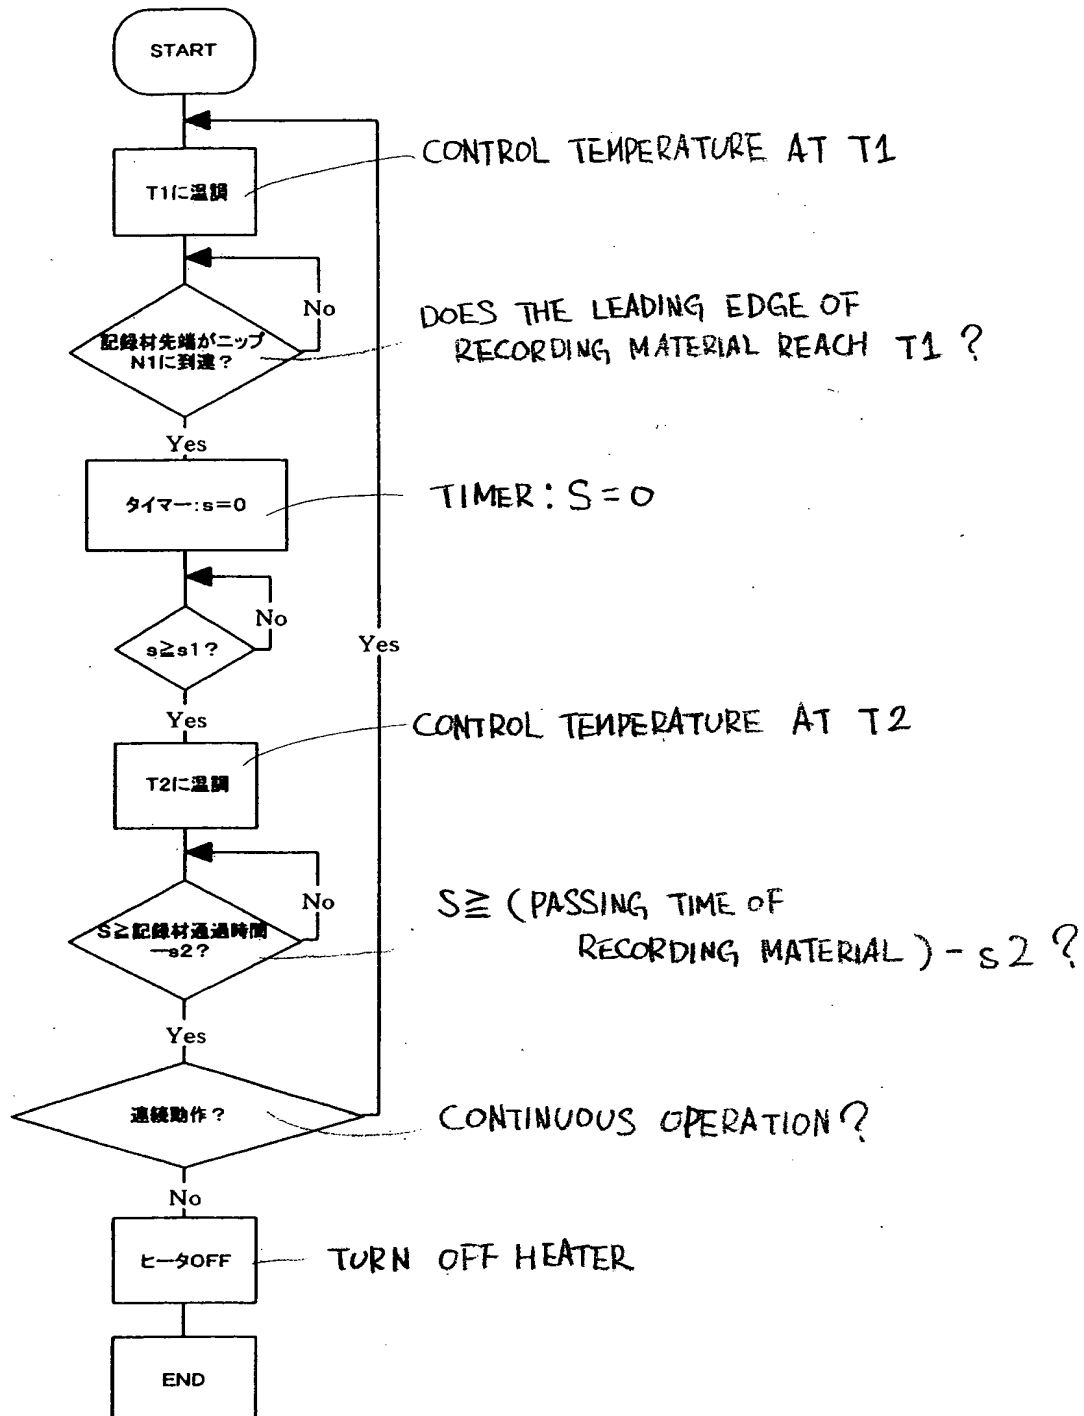 START
T1に温調
CONTROL TEMPERATURE AT T1
No
記録材先端がニップ
N1に到達?
DOES THE LEADING EDGE OF
RECORDING MATERIAL REACH T1?
Yes
タイマー:s=0
TIMER: S=0
No
s≧s1?
Yes
Yes
T2に温調
CONTROL TEMPERATURE AT T2
No
S≧記録材通過時間
ーs2?
S≧ (PASSING TIME OF
RECORDING MATERIAL) - s2?
Yes
連続動作?
CONTINUOUS OPERATION?
No
ヒータOFF
TURN OFF HEATER
END